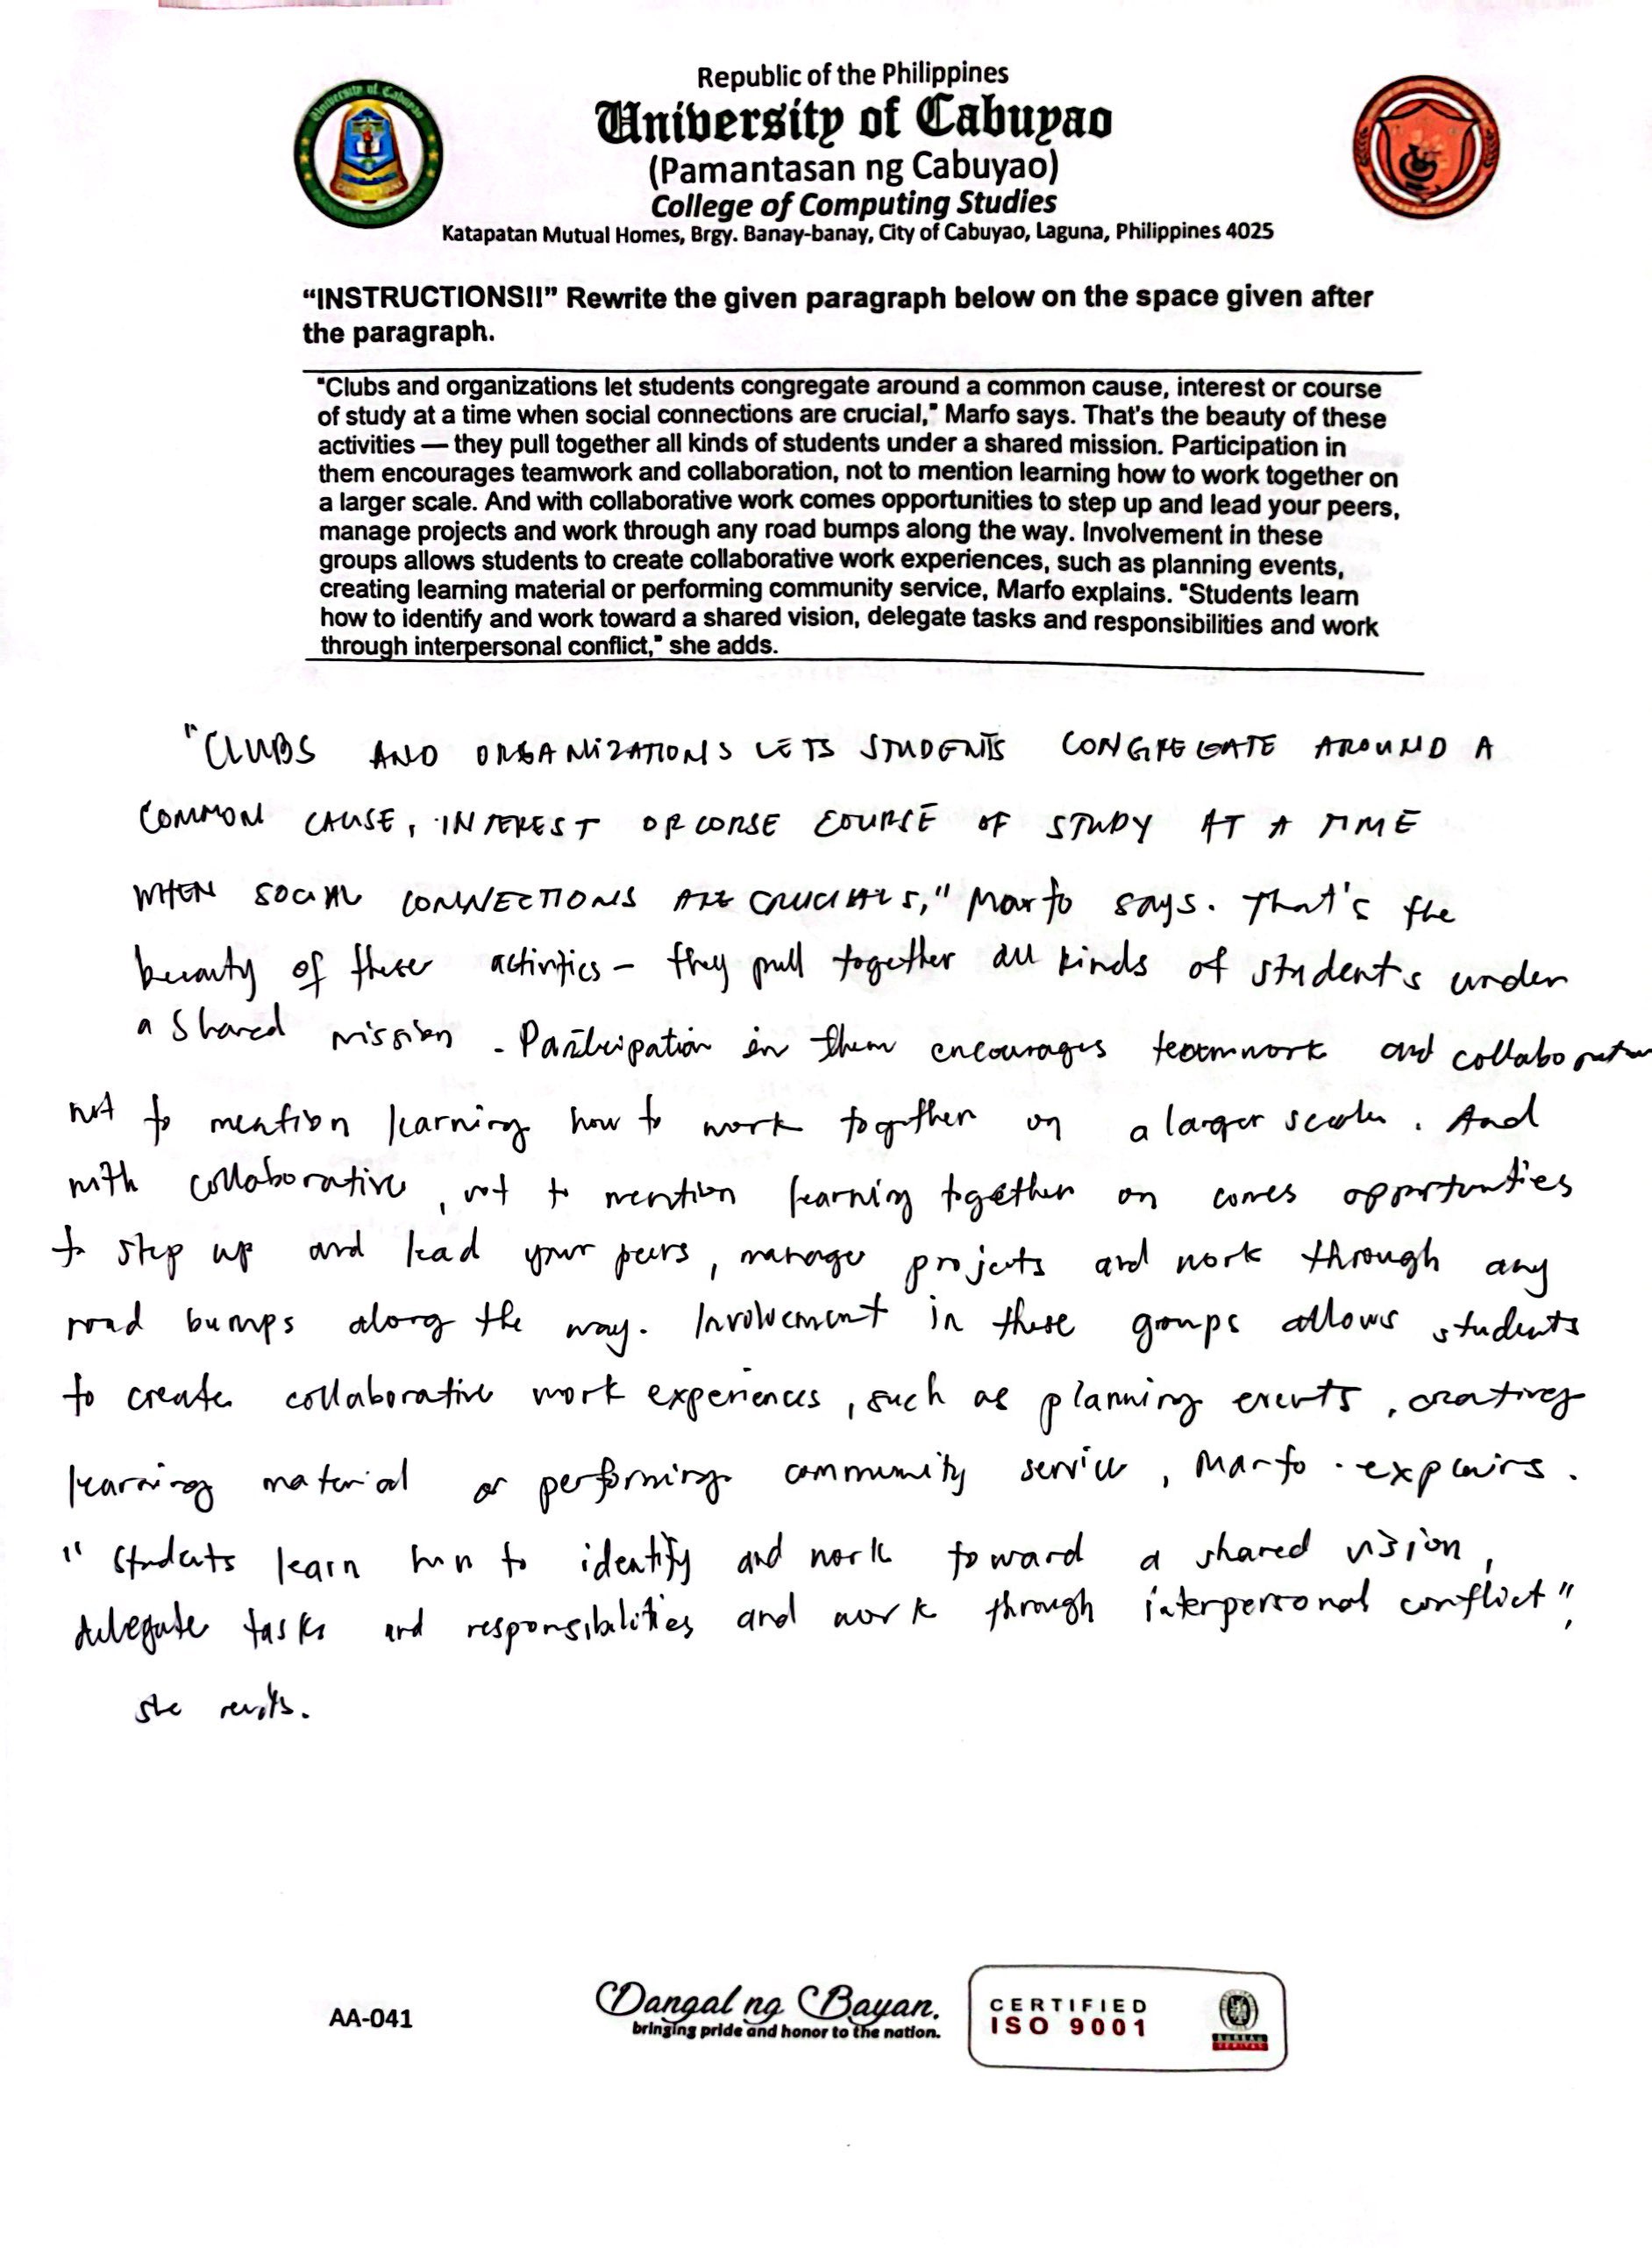 Republic of the Philippines
University of Cabuyao
(Pamantasan ng Cabuyao)
College of Computing Studies
Katapatan Mutual Homes, Brgy. Banay-banay, City of Cabuyao, Laguna, Philippines 4025
“INSTRUCTIONS!!” Rewrite the given paragraph below on the space given after
the paragraph.
"Clubs and organizations let students congregate around a common cause, interest or course
of study at a time when social connections are crucial," Marfo says. That's the beauty of these
activities — they pull together all kinds of students under a shared mission. Participation in
them encourages teamwork and collaboration, not to mention learning how to work together on
a larger scale. And with collaborative work comes opportunities to step up and lead your peers,
manage projects and work through any road bumps along the way. Involvement in these
groups allows students to create collaborative work experiences, such as planning events,
creating learning material or performing community service, Marfo explains. "Students learn
how to identify and work toward a shared vision, delegate tasks and responsibilities and work
through interpersonal conflict," she adds.
"CLUBS AND ORGANIZATIONS LETS STUDENTS CONGREGATE AROUND A
COMMON CAUSE, INTEREST OR CORSE COURSE OF STUDY AT A TIME
WHEN SOCIAL CONNECTIONS ARE CRUCIALS," Marfo says. That's the
beauty of these activities - they pull together all kinds of student's under
a shared mission. Participation in them encourages teamwork and collaboration
not to mention learning how to work together on a larger scale. And
with collaborative, not to mention learning together on comes opportunities
to step up and lead your peers, manage projects and work through any
road bumps along the way. Involvement in these groups allows students
to create collaborative work experiences, such as planning events, creating
learning material or performing community service, Marfo explains.
"Students learn how to identify and work toward a shared vision,
delegate tasks and responsibilities and work through interpersonal conflict",
she
AA-041
Dangal ng Bayan.
bringing pride and honor to the nation.
CERTIFIED
ISO 9001